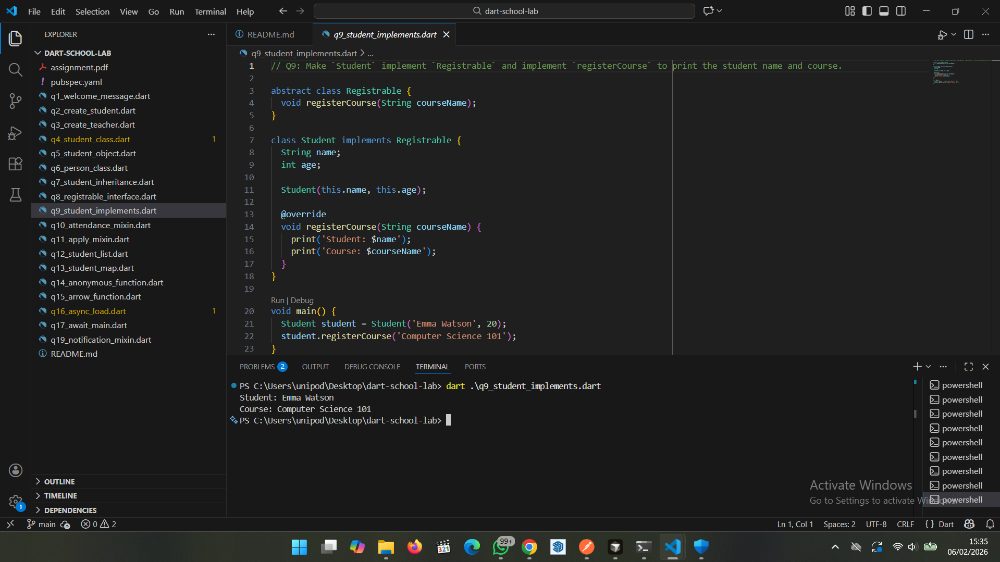 File Edit Selection View Go Run Terminal Help
dart-school-lab
EXPLORER
DART-SCHOOL-LAB
assignment.pdf
! pubspec.yaml
q1_welcome_message.dart
q2_create_student.dart
q3_create_teacher.dart
q4_student_class.dart 1
q5_student_object.dart
q6_person_class.dart
q7_student_inheritance.dart
q8_registrable_interface.dart
q9_student_implements.dart
q10_attendance_mixin.dart
q11_apply_mixin.dart
q12_student_list.dart
q13_student_map.dart
q14_anonymous_function.dart
q15_arrow_function.dart
q16_async_load.dart 1
q17_await_main.dart
q19_notification_mixin.dart
README.md
OUTLINE
TIMELINE
DEPENDENCIES
1
README.md
q9_student_implements.dart
q9_student_implements.dart > ...
1 // Q9: Make `Student` implement `Registrable` and implement `registerCourse` to print the student name and course.
2
3 abstract class Registrable {
4 void registerCourse(String courseName);
5 }
6
7 class Student implements Registrable {
8 String name;
9 int age;
10
11 Student(this.name, this.age);
12
13 @override
14 void registerCourse(String courseName) {
15 print('Student: $name');
16 print('Course: $courseName');
17 }
18 }
19
Run | Debug
20 void main() {
21 Student student = Student('Emma Watson', 20);
22 student.registerCourse('Computer Science 101');
23 }
PROBLEMS 2 OUTPUT DEBUG CONSOLE TERMINAL PORTS
PS C:\Users\unipod\Desktop\dart-school-lab> dart .\q9_student_implements.dart
Student: Emma Watson
Course: Computer Science 101
PS C:\Users\unipod\Desktop\dart-school-lab>
powershell
powershell
powershell
powershell
powershell
powershell
powershell
powershell
powershell
Activate Windows
Go to Settings to activate Windows.
main 0 2
Ln 1, Col 1 Spaces: 2 UTF-8 CRLF { } Dart
321
99+
15:35
06/02/2026